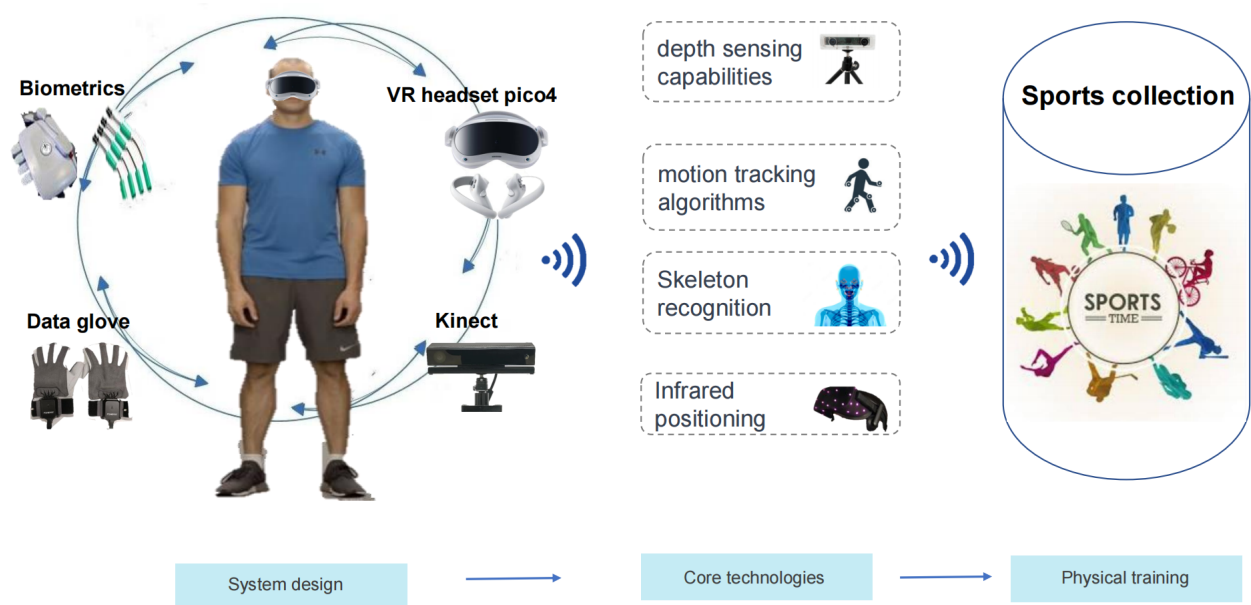 Biometrics
VR headset pico4
Data glove
Kinect
depth sensing
capabilities
motion tracking
algorithms
Skeleton
recognition
Infrared
positioning
Sports collection
SPORTS
TIME
System design
Core technologies
Physical training